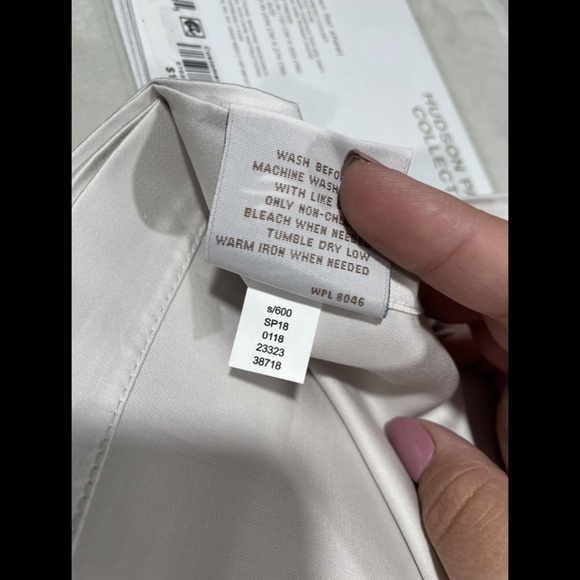 HUDSON P
COLLECT
WASH BEFO
MACHINE WASH
WITH LIKE
ONLY NON-CH
BLEACH WHEN NEEDE
TUMBLE DRY LOW
WARM IRON WHEN NEEDED
WPL 8046
s/600
SP18
0118
23323
38718